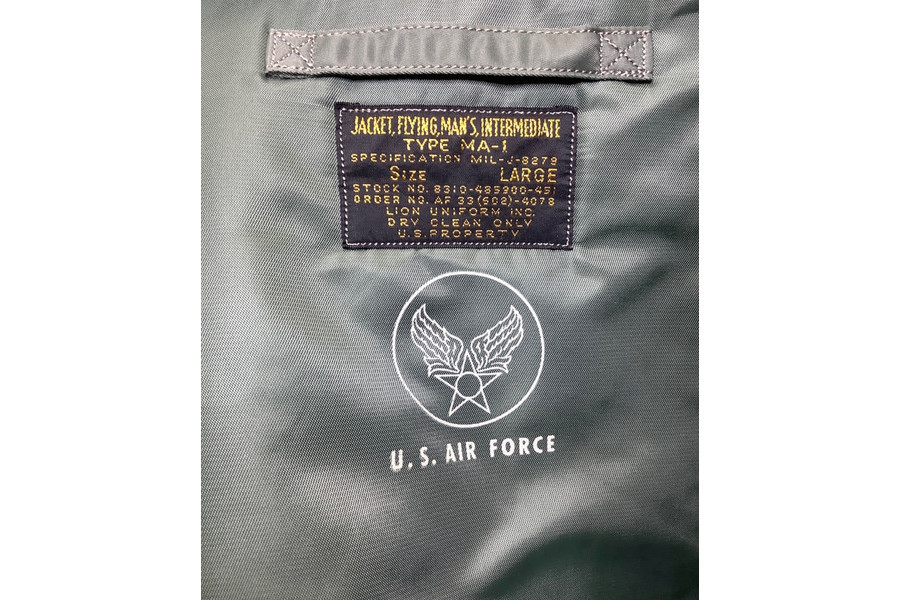 JACKET, FLYING, MAN'S, INTERMEDIATE
TYPE MA-1
SPECIFICATION MIL-J-8279
SIZE LARGE
STOCK NO. 8310-485900-451
ORDER NO. AF 33(602)-4078
LION UNIFORM INC.
DRY CLEAN ONLY
U.S. PROPERTY
U.S. AIR FORCE